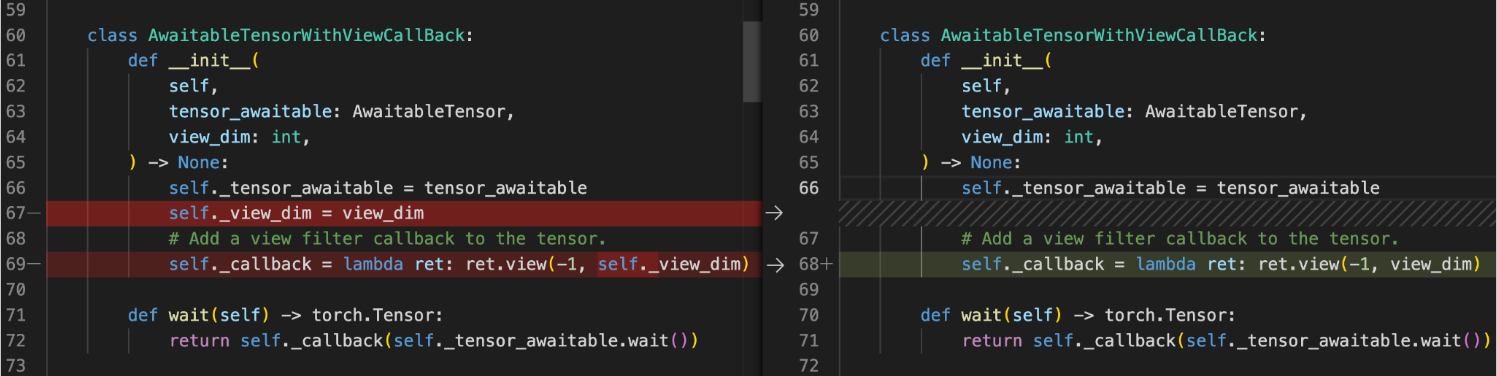 59
60 class AwaitableTensorWithViewCallBack:
61 def __init__(
62 self,
63 tensor_awaitable: AwaitableTensor,
64 view_dim: int,
65 ) -> None:
66 self._tensor_awaitable = tensor_awaitable
67— self._view_dim = view_dim
68 # Add a view filter callback to the tensor.
69— self._callback = lambda ret: ret.view(-1, self._view_dim)
70
71 def wait(self) -> torch.Tensor:
72 return self._callback(self._tensor_awaitable.wait())
73
59
60 class AwaitableTensorWithViewCallBack:
61 def __init__(
62 self,
63 tensor_awaitable: AwaitableTensor,
64 view_dim: int,
65 ) -> None:
66 self._tensor_awaitable = tensor_awaitable
67 # Add a view filter callback to the tensor.
68+ self._callback = lambda ret: ret.view(-1, view_dim)
69
70 def wait(self) -> torch.Tensor:
71 return self._callback(self._tensor_awaitable.wait())
72